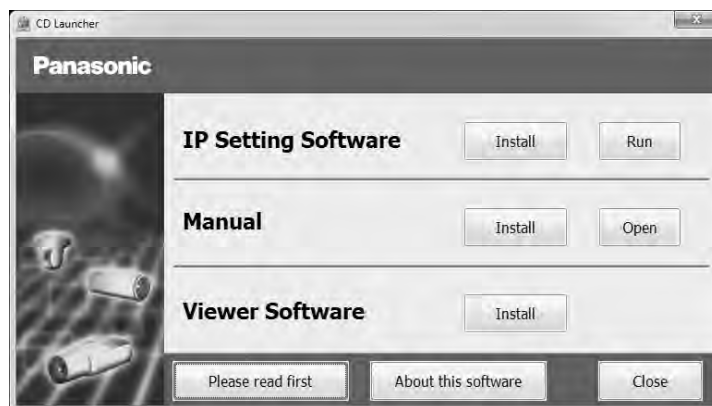 CD Launcher
Panasonic
IP Setting Software Install Run
Manual Install Open
Viewer Software Install
Please read first About this software Close